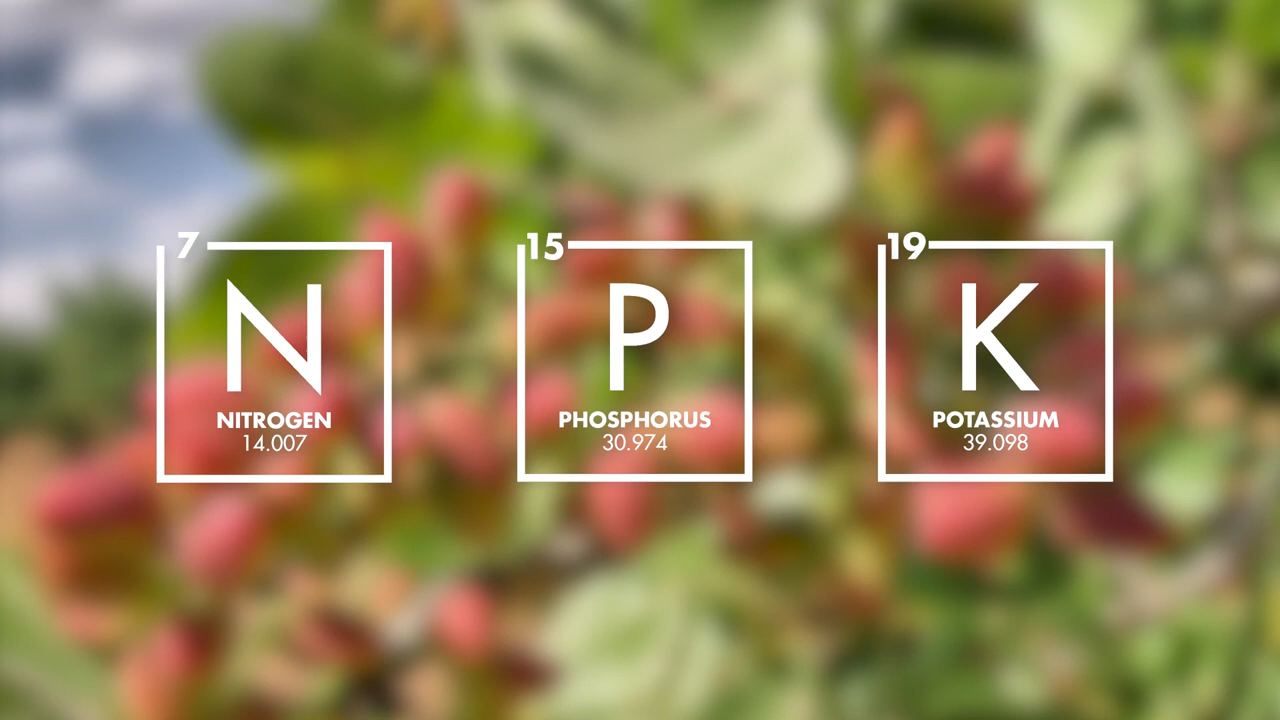 7
N
NITROGEN
14.007
15
P
PHOSPHORUS
30.974
19
K
POTASSIUM
39.098